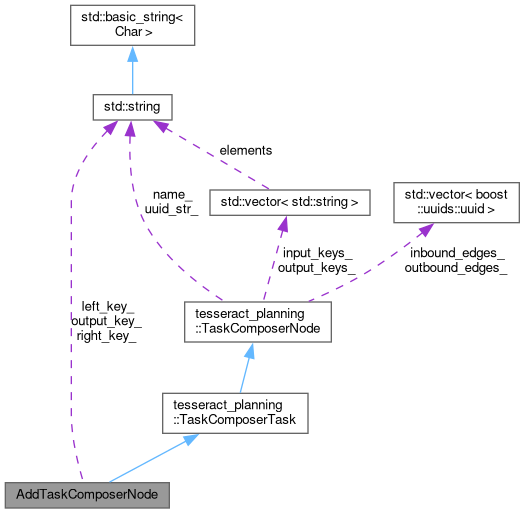 std::basic_string<
Char >
std::string
elements
name_
uuid_str_
std::vector< std::string >
std::vector< boost
::uuids::uuid >
input_keys_
output_keys_
inbound_edges_
outbound_edges_
left_key_
output_key_
right_key_
tesseract_planning
::TaskComposerNode
tesseract_planning
::TaskComposerTask
AddTaskComposerNode